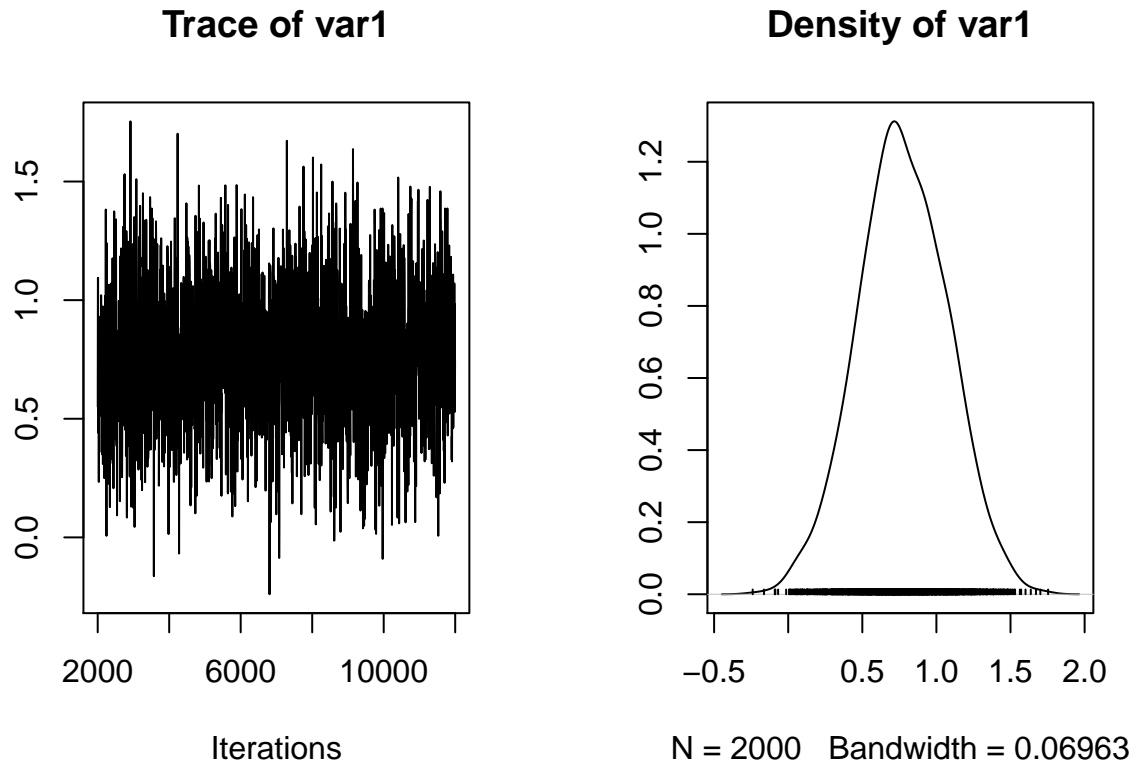 Trace of var1
1.5
1.0
0.5
0.0
2000 6000 10000
Iterations
Density of var1
1.2
1.0
0.8
0.6
0.4
0.2
0.0
−0.5 0.5 1.0 1.5 2.0
N = 2000 Bandwidth = 0.06963